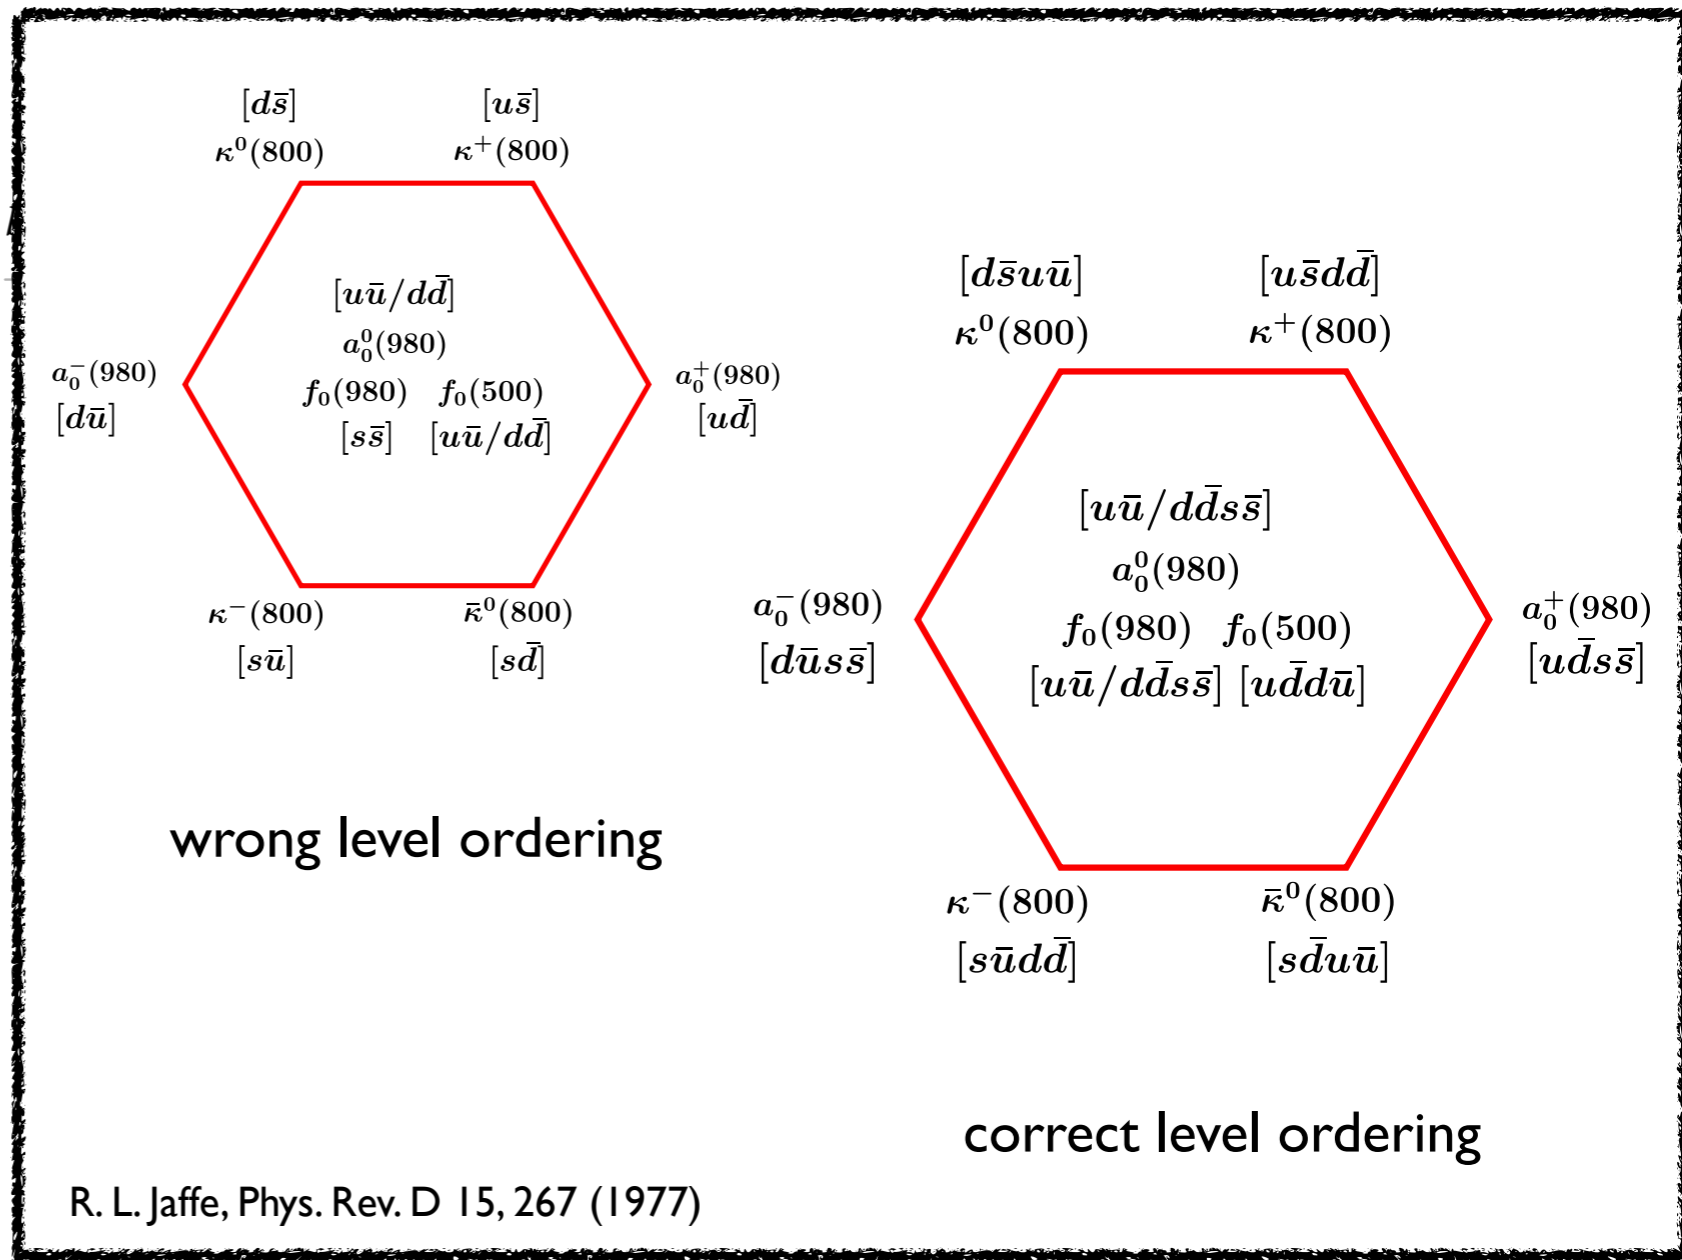 [ds̄] [us̄]
κ⁰(800) κ⁺(800)
[uū/dd̄]
a₀⁰(980)
a₀⁻(980) f₀(980) f₀(500) a₀⁺(980)
[dū] [ss̄] [uū/dd̄] [ud̄]
κ⁻(800) κ̄⁰(800)
[sū] [sd̄]
wrong level ordering
[ds̄uū] [us̄dd̄]
κ⁰(800) κ⁺(800)
[uū/dd̄ss̄]
a₀⁰(980)
a₀⁻(980) f₀(980) f₀(500) a₀⁺(980)
[dūss̄] [uū/dd̄ss̄] [ud̄dū] [ud̄ss̄]
κ⁻(800) κ̄⁰(800)
[sūdd̄] [sd̄uū]
correct level ordering
R. L. Jaffe, Phys. Rev. D 15, 267 (1977)